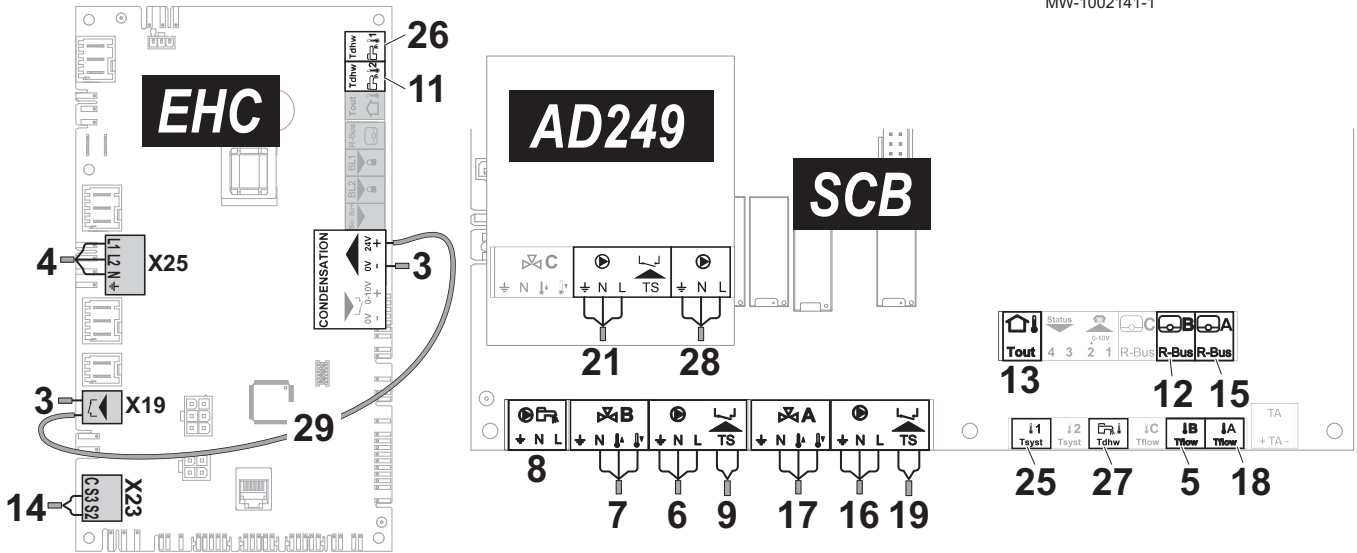 MW-1002141-1
EHC
Tdhw 1
26
Tdhw 2
11
Tout
R-Bus
BL1
BL2
CONDENSATION
24V +
0V -
3
0-10V +
0V -
4
L1 L2 N
X25
3
X19
29
14
C S3 S2
X23
AD249
SCB
C
N
N L TS
N L
21
28
B
A
N L
N
N L
TS
N
N L
TS
8
7
6
9
17
16
19
Status
0-10V
C
B
A
Tout
4 3
+ -
2 1
R-Bus
R-Bus
R-Bus
13
12
15
1
2
C
B
A
TA
Tsyst
Tsyst
Tdhw
Tflow
Tflow
Tflow
+ TA -
25
27
5
18